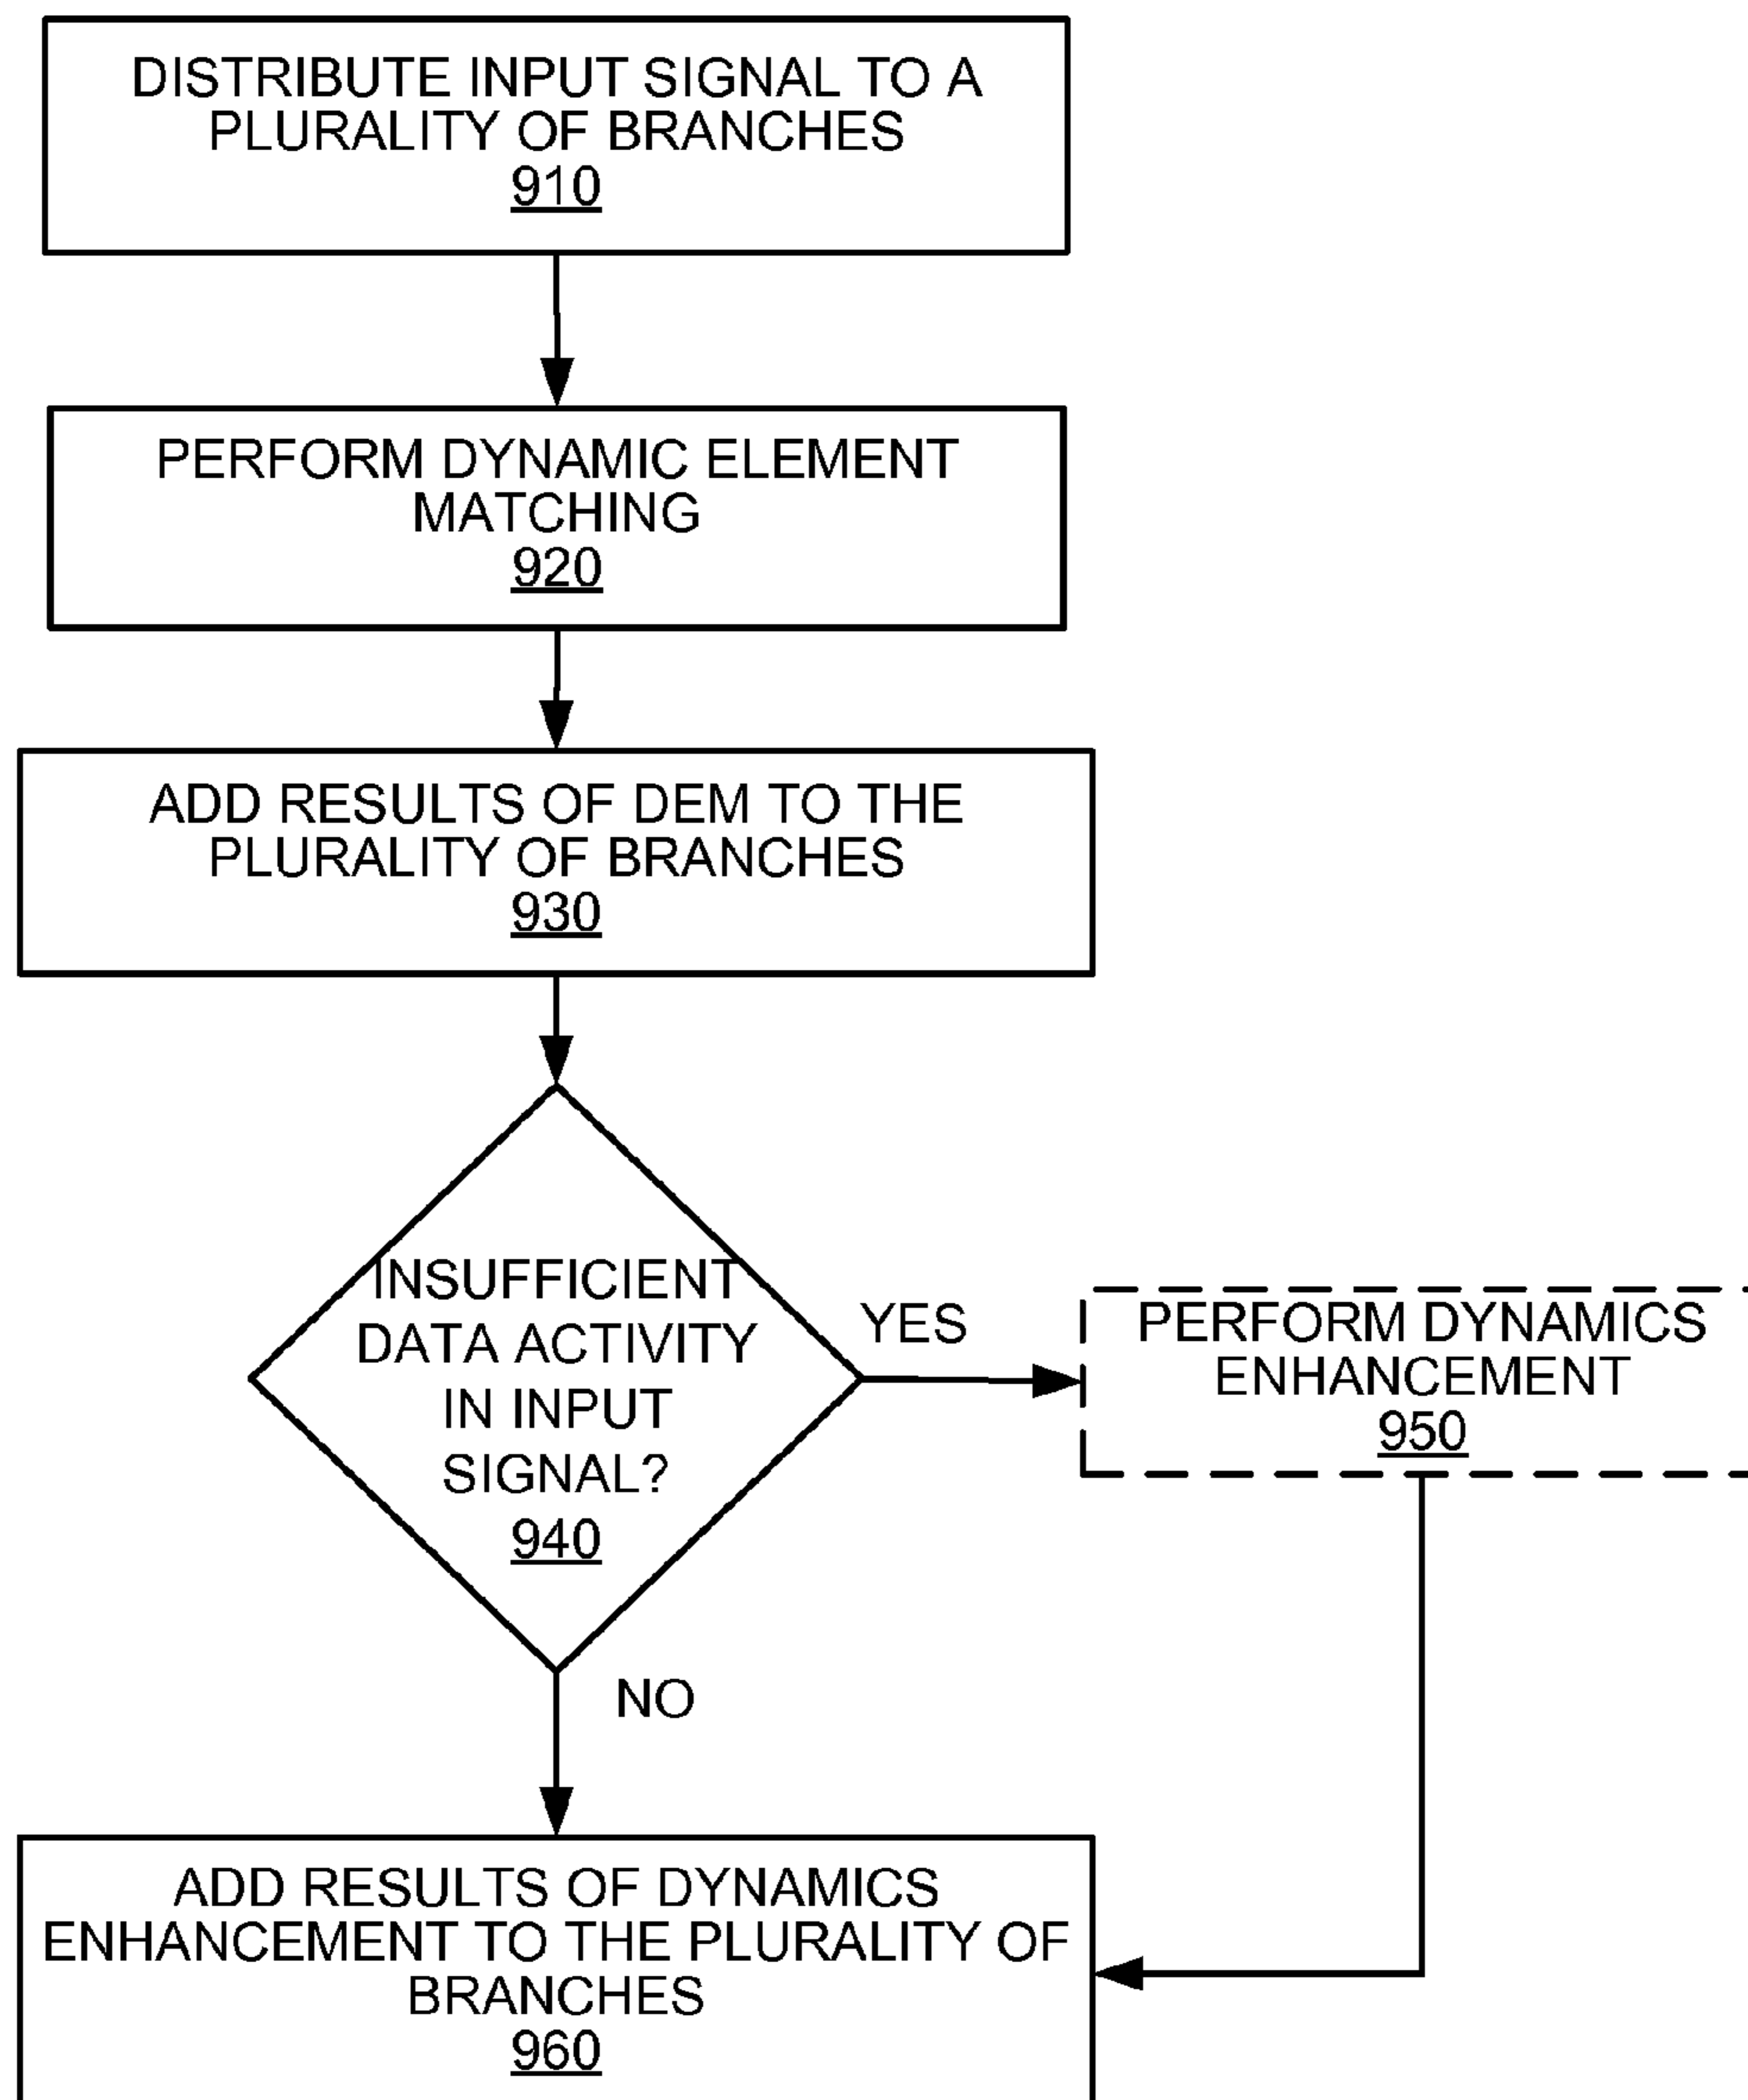 DISTRIBUTE INPUT SIGNAL TO A
PLURALITY OF BRANCHES
910
PERFORM DYNAMIC ELEMENT
MATCHING
920
ADD RESULTS OF DEM TO THE
PLURALITY OF BRANCHES
930
INSUFFICIENT
DATA ACTIVITY
IN INPUT
SIGNAL?
940
YES
PERFORM DYNAMICS
ENHANCEMENT
950
NO
ADD RESULTS OF DYNAMICS
ENHANCEMENT TO THE PLURALITY OF
BRANCHES
960